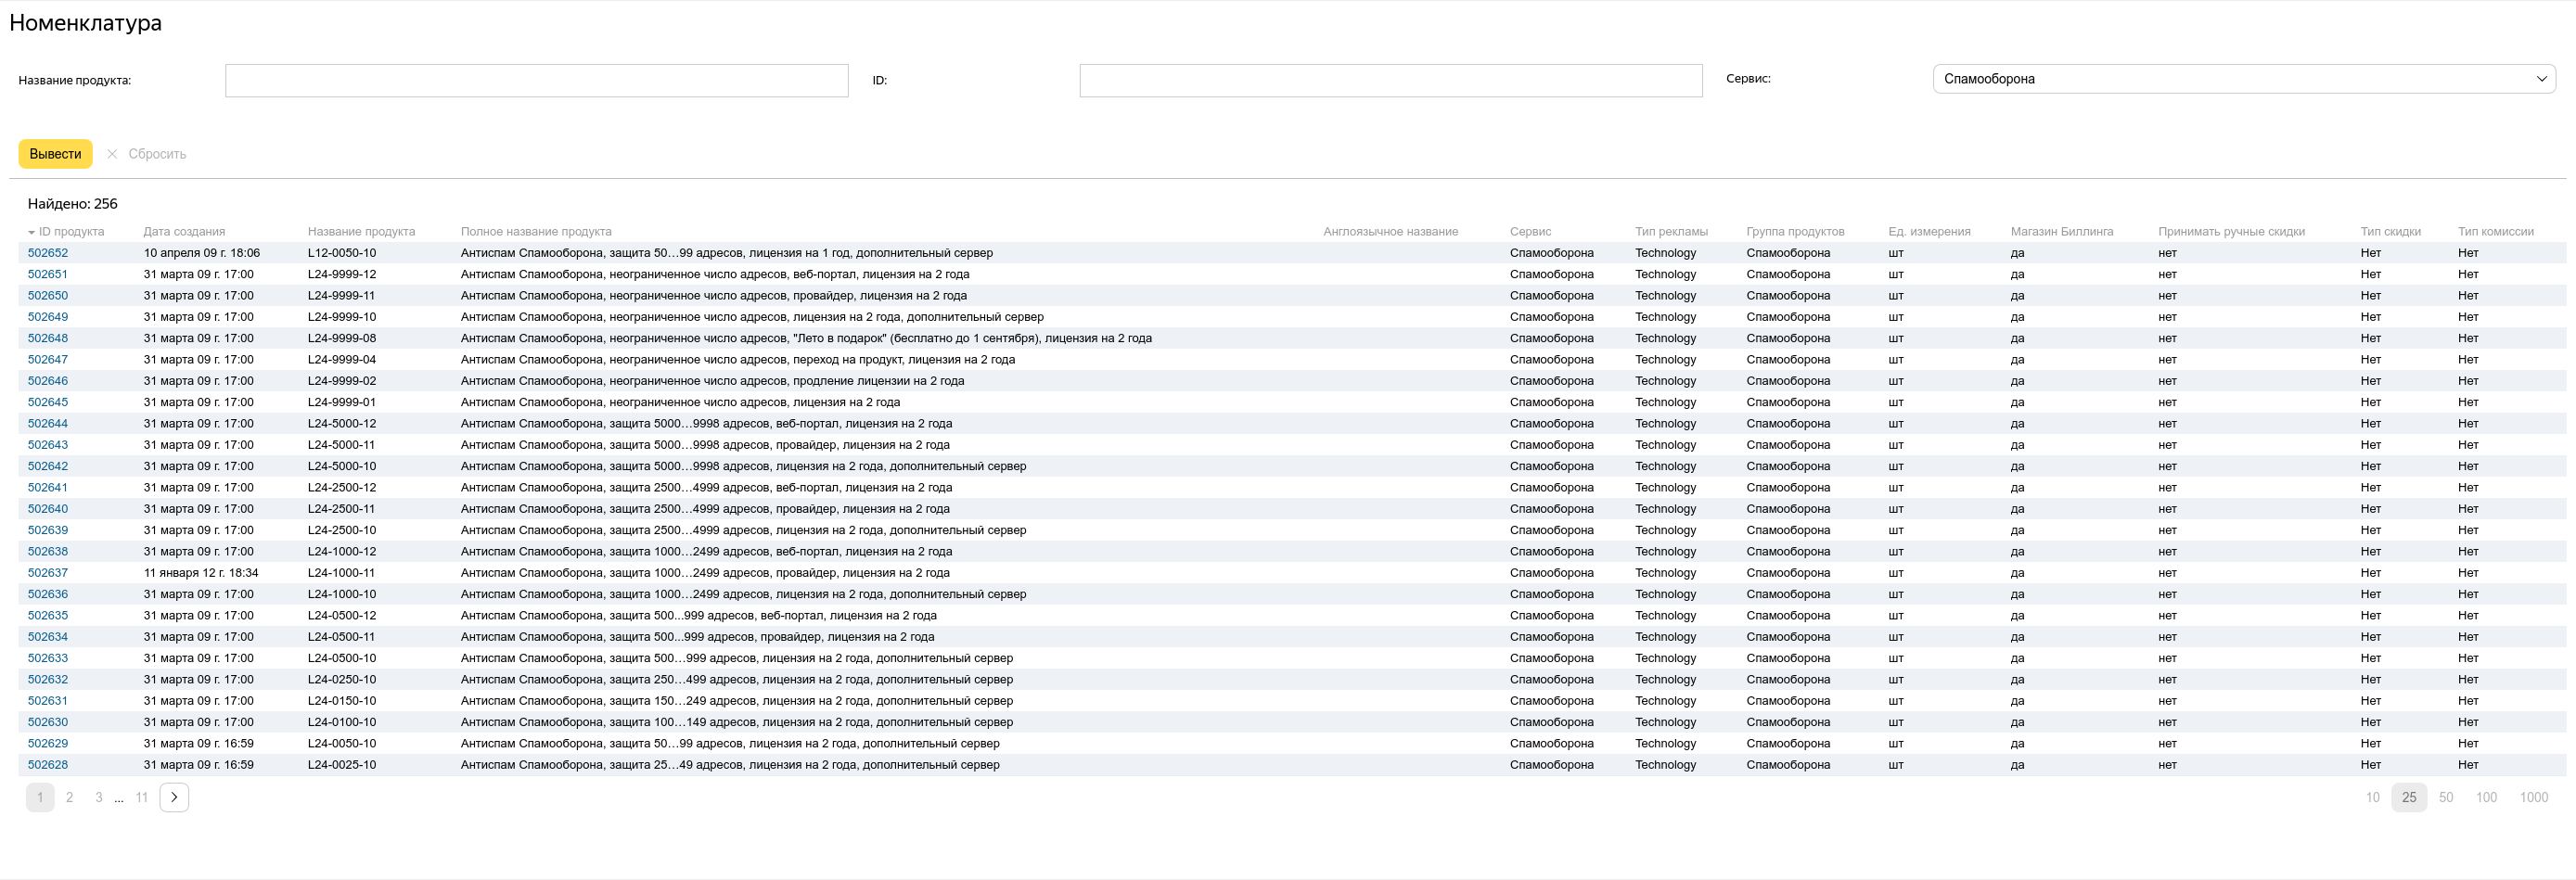 Номенклатура
Название продукта: ID: Сервис: Спамооборона
Вывести Сбросить
Найдено: 256
ID продукта Дата создания Название продукта Полное название продукта Англоязычное название Сервис Тип рекламы Группа продуктов Ед. измерения Магазин Биллинга Принимать ручные скидки Тип скидки Тип комиссии
502652 10 апреля 09 г. 18:06 L12-0050-10 Антиспам Спамооборона, защита 50…99 адресов, лицензия на 1 год, дополнительный сервер Спамооборона Technology Спамооборона шт да нет Нет Нет
502651 31 марта 09 г. 17:00 L24-9999-12 Антиспам Спамооборона, неограниченное число адресов, веб-портал, лицензия на 2 года Спамооборона Technology Спамооборона шт да нет Нет Нет
502650 31 марта 09 г. 17:00 L24-9999-11 Антиспам Спамооборона, неограниченное число адресов, провайдер, лицензия на 2 года Спамооборона Technology Спамооборона шт да нет Нет Нет
502649 31 марта 09 г. 17:00 L24-9999-10 Антиспам Спамооборона, неограниченное число адресов, лицензия на 2 года, дополнительный сервер Спамооборона Technology Спамооборона шт да нет Нет Нет
502648 31 марта 09 г. 17:00 L24-9999-08 Антиспам Спамооборона, неограниченное число адресов, "Лето в подарок" (бесплатно до 1 сентября), лицензия на 2 года Спамооборона Technology Спамооборона шт да нет Нет Нет
502647 31 марта 09 г. 17:00 L24-9999-04 Антиспам Спамооборона, неограниченное число адресов, переход на продукт, лицензия на 2 года Спамооборона Technology Спамооборона шт да нет Нет Нет
502646 31 марта 09 г. 17:00 L24-9999-02 Антиспам Спамооборона, неограниченное число адресов, продление лицензии на 2 года Спамооборона Technology Спамооборона шт да нет Нет Нет
502645 31 марта 09 г. 17:00 L24-9999-01 Антиспам Спамооборона, неограниченное число адресов, лицензия на 2 года Спамооборона Technology Спамооборона шт да нет Нет Нет
502644 31 марта 09 г. 17:00 L24-5000-12 Антиспам Спамооборона, защита 5000…9998 адресов, веб-портал, лицензия на 2 года Спамооборона Technology Спамооборона шт да нет Нет Нет
502643 31 марта 09 г. 17:00 L24-5000-11 Антиспам Спамооборона, защита 5000…9998 адресов, провайдер, лицензия на 2 года Спамооборона Technology Спамооборона шт да нет Нет Нет
502642 31 марта 09 г. 17:00 L24-5000-10 Антиспам Спамооборона, защита 5000…9998 адресов, лицензия на 2 года, дополнительный сервер Спамооборона Technology Спамооборона шт да нет Нет Нет
502641 31 марта 09 г. 17:00 L24-2500-12 Антиспам Спамооборона, защита 2500…4999 адресов, веб-портал, лицензия на 2 года Спамооборона Technology Спамооборона шт да нет Нет Нет
502640 31 марта 09 г. 17:00 L24-2500-11 Антиспам Спамооборона, защита 2500…4999 адресов, провайдер, лицензия на 2 года Спамооборона Technology Спамооборона шт да нет Нет Нет
502639 31 марта 09 г. 17:00 L24-2500-10 Антиспам Спамооборона, защита 2500…4999 адресов, лицензия на 2 года, дополнительный сервер Спамооборона Technology Спамооборона шт да нет Нет Нет
502638 31 марта 09 г. 17:00 L24-1000-12 Антиспам Спамооборона, защита 1000…2499 адресов, веб-портал, лицензия на 2 года Спамооборона Technology Спамооборона шт да нет Нет Нет
502637 11 января 12 г. 18:34 L24-1000-11 Антиспам Спамооборона, защита 1000…2499 адресов, провайдер, лицензия на 2 года Спамооборона Technology Спамооборона шт да нет Нет Нет
502636 31 марта 09 г. 17:00 L24-1000-10 Антиспам Спамооборона, защита 1000…2499 адресов, лицензия на 2 года, дополнительный сервер Спамооборона Technology Спамооборона шт да нет Нет Нет
502635 31 марта 09 г. 17:00 L24-0500-12 Антиспам Спамооборона, защита 500...999 адресов, веб-портал, лицензия на 2 года Спамооборона Technology Спамооборона шт да нет Нет Нет
502634 31 марта 09 г. 17:00 L24-0500-11 Антиспам Спамооборона, защита 500...999 адресов, провайдер, лицензия на 2 года Спамооборона Technology Спамооборона шт да нет Нет Нет
502633 31 марта 09 г. 17:00 L24-0500-10 Антиспам Спамооборона, защита 500…999 адресов, лицензия на 2 года, дополнительный сервер Спамооборона Technology Спамооборона шт да нет Нет Нет
502632 31 марта 09 г. 17:00 L24-0250-10 Антиспам Спамооборона, защита 250…499 адресов, лицензия на 2 года, дополнительный сервер Спамооборона Technology Спамооборона шт да нет Нет Нет
502631 31 марта 09 г. 17:00 L24-0150-10 Антиспам Спамооборона, защита 150…249 адресов, лицензия на 2 года, дополнительный сервер Спамооборона Technology Спамооборона шт да нет Нет Нет
502630 31 марта 09 г. 17:00 L24-0100-10 Антиспам Спамооборона, защита 100…149 адресов, лицензия на 2 года, дополнительный сервер Спамооборона Technology Спамооборона шт да нет Нет Нет
502629 31 марта 09 г. 16:59 L24-0050-10 Антиспам Спамооборона, защита 50…99 адресов, лицензия на 2 года, дополнительный сервер Спамооборона Technology Спамооборона шт да нет Нет Нет
502628 31 марта 09 г. 16:59 L24-0025-10 Антиспам Спамооборона, защита 25…49 адресов, лицензия на 2 года, дополнительный сервер Спамооборона Technology Спамооборона шт да нет Нет Нет
1 2 3 ... 11 10 25 50 100 1000